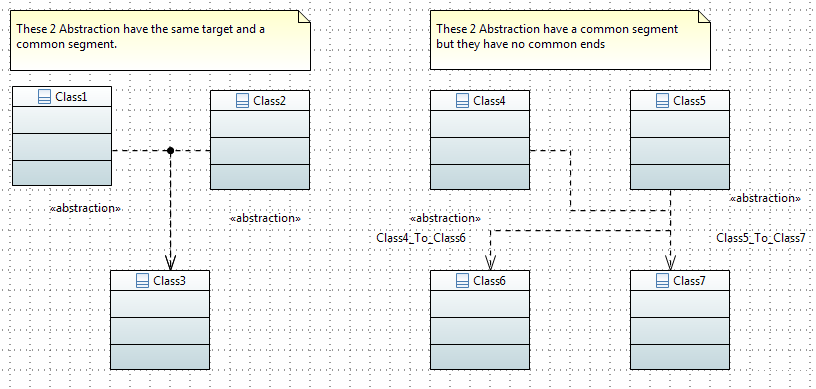 These 2 Abstraction have the same target and a
common segment.
These 2 Abstraction have a common segment
but they have no common ends
Class1
Class2
Class4
Class5
«abstraction»
«abstraction»
«abstraction»
Class4_To_Class6
«abstraction»
Class5_To_Class7
Class3
Class6
Class7